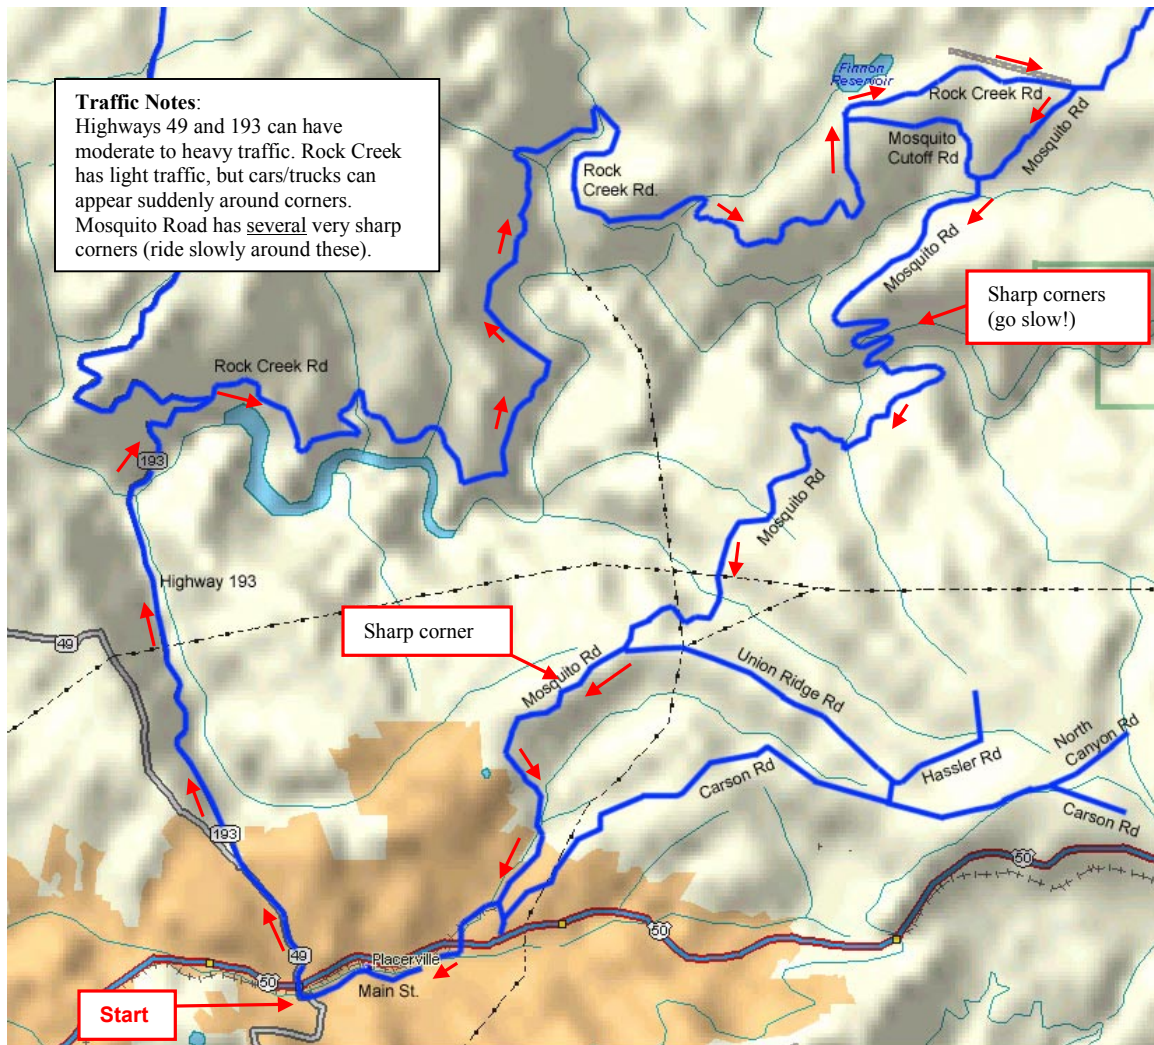 Traffic Notes:
Highways 49 and 193 can have
moderate to heavy traffic. Rock Creek
has light traffic, but cars/trucks can
appear suddenly around corners.
Mosquito Road has several very sharp
corners (ride slowly around these).
Finnon
Reservoir
Rock Creek Rd
Mosquito Rd
Mosquito
Cutoff Rd
Rock
Creek Rd.
Mosquito Rd
Sharp corners
(go slow!)
Rock Creek Rd
193
Mosquito Rd
Highway 193
49
Sharp corner
Mosquito Rd
Union Ridge Rd
Hassler Rd
North
Canyon Rd
Carson Rd
Carson Rd
193
50
50
49
Placerville
50
Main St.
Start